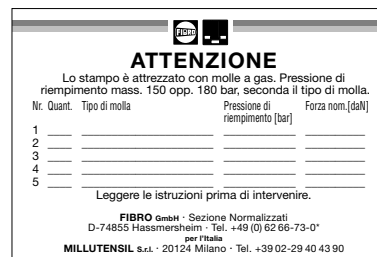 FIBRO
ATTENZIONE
Lo stampo è attrezzato con molle a gas. Pressione di
riempimento mass. 150 opp. 180 bar, seconda il tipo di molla.
Nr. Quant. Tipo di molla Pressione di riempimento [bar] Forza nom.[daN]
1
2
3
4
5
Leggere le istruzioni prima di intervenire.
FIBRO GmbH · Sezione Normalizzati
D-74855 Hassmersheim · Tel. +49 (0) 62 66-73-0*
per l'Italia
MILLUTENSIL S.r.l. · 20124 Milano · Tel. +39 02-29 40 43 90